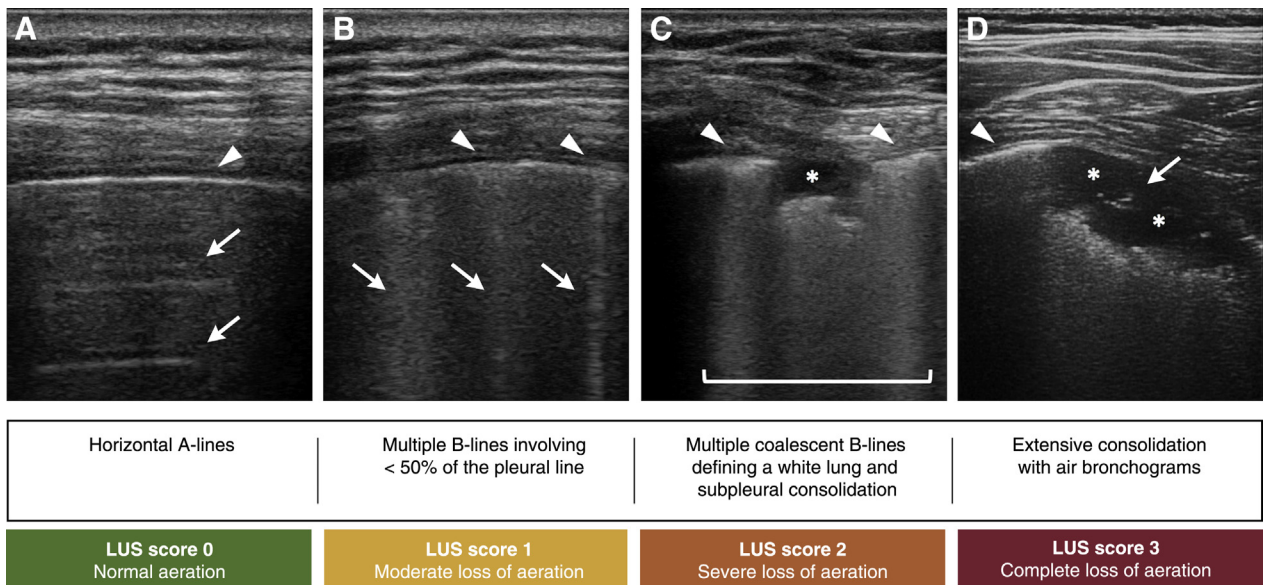 A
B
C
D
*
*
*
Horizontal A-lines
Multiple B-lines involving
< 50% of the pleural line
Multiple coalescent B-lines
defining a white lung and
subpleural consolidation
Extensive consolidation
with air bronchograms
LUS score 0
Normal aeration
LUS score 1
Moderate loss of aeration
LUS score 2
Severe loss of aeration
LUS score 3
Complete loss of aeration